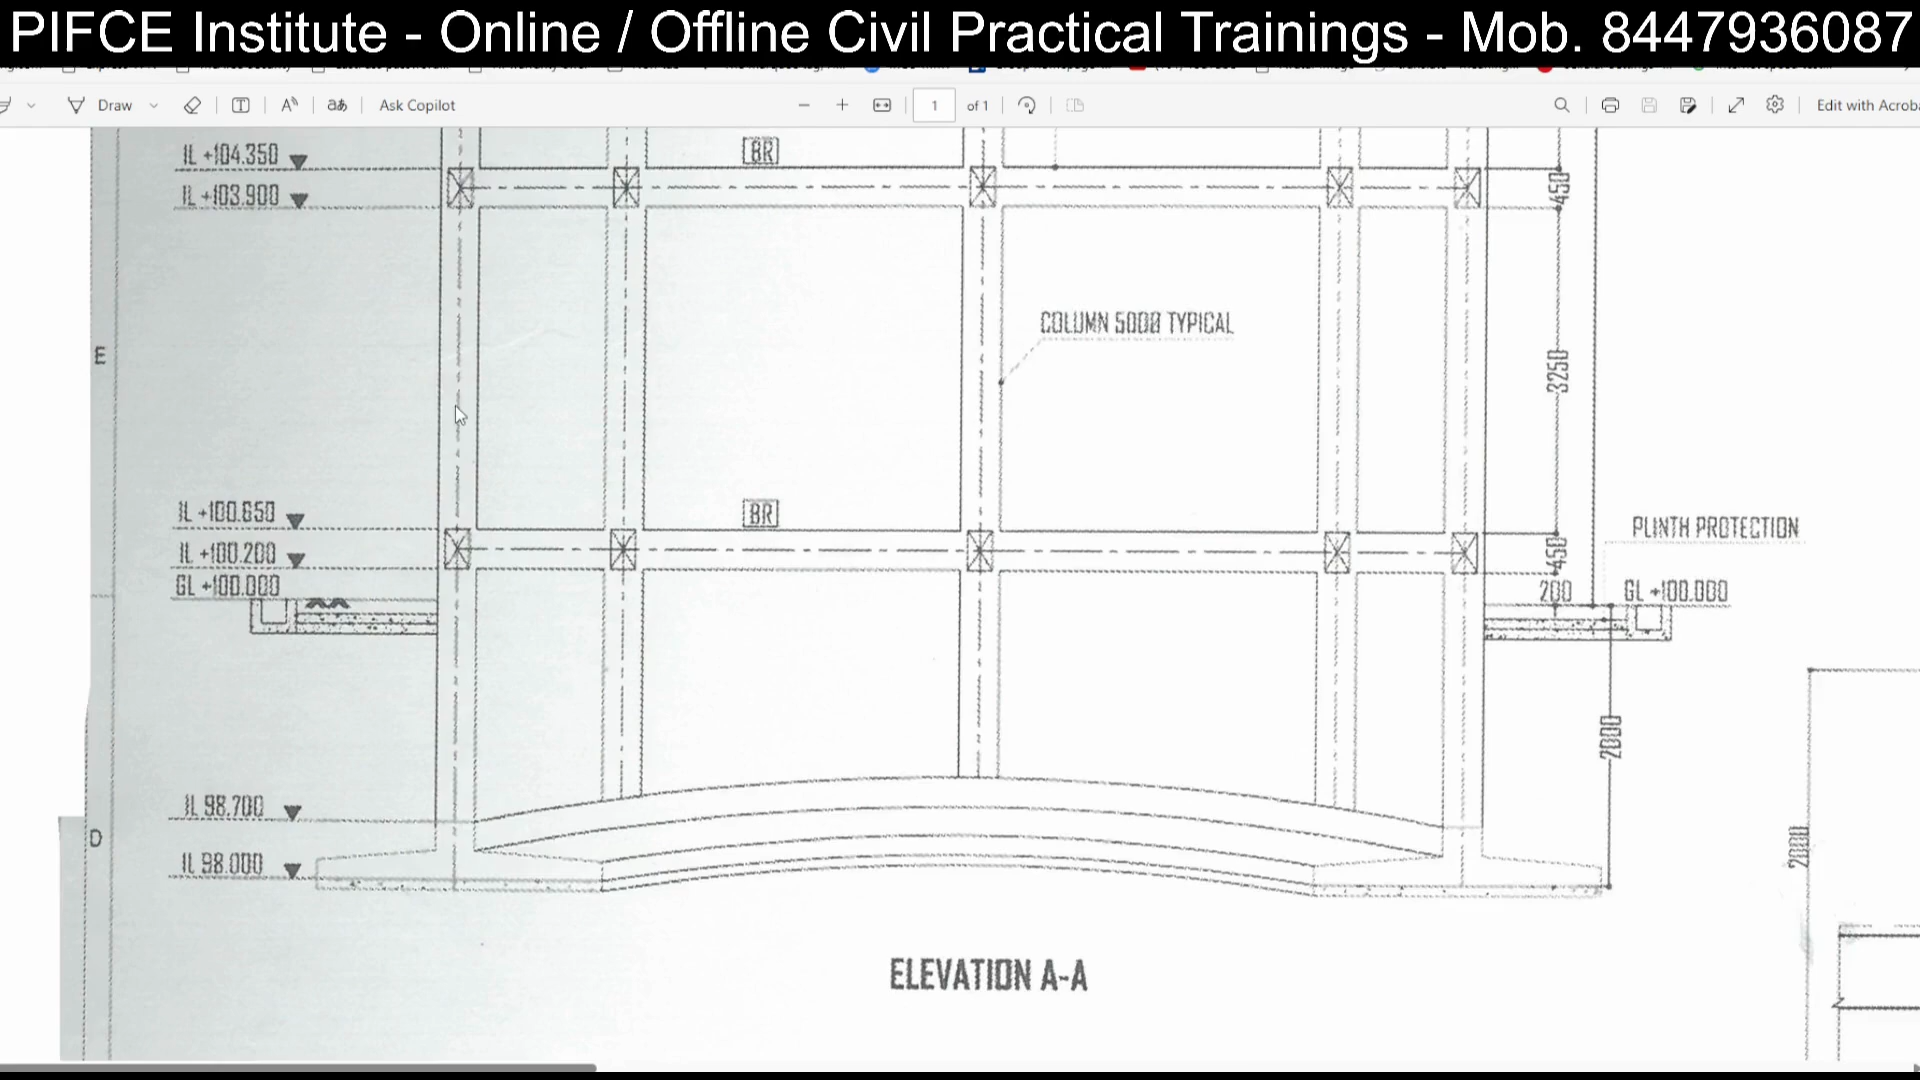 PIFCE Institute - Online / Offline Civil Practical Trainings - Mob. 8447936087
Draw
Ask Copilot
1 of 1
Edit with Acroba
IL +104.350
BR
IL +103.900
450
COLUMN 500Ø TYPICAL
E
3250
IL +100.650
BR
IL +100.200
450
PLINTH PROTECTION
GL +100.000
200
GL +100.000
2000
IL 98.700
D
2000
IL 98.000
ELEVATION A-A